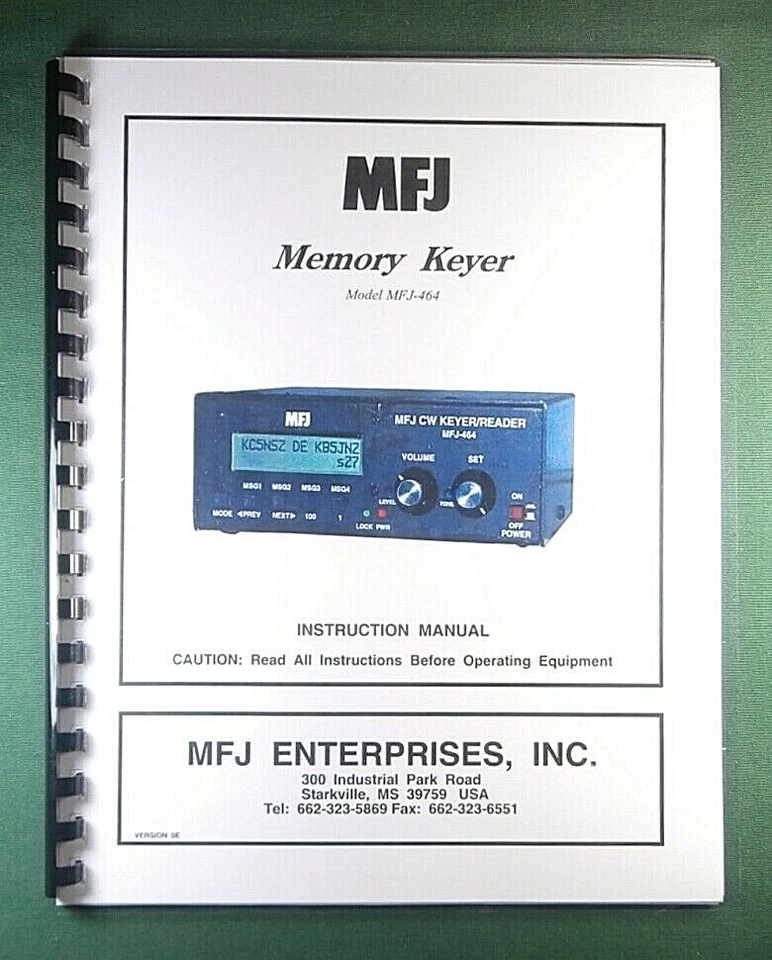 MFJ
Memory Keyer
Model MFJ-464
MFJ
MFJ CW KEYER/READER
MFJ-464
KC5NSZ DE KB5JNZ
s27
VOLUME SET
MSG1 MSG2 MSG3 MSG4
LEVEL TONE
ON
MODE ◁PREV NEXT▷ 100 1
LOCK PWR
OFF
POWER
INSTRUCTION MANUAL
CAUTION: Read All Instructions Before Operating Equipment
MFJ ENTERPRISES, INC.
300 Industrial Park Road
Starkville, MS 39759 USA
Tel: 662-323-5869 Fax: 662-323-6551
VERSION 0E